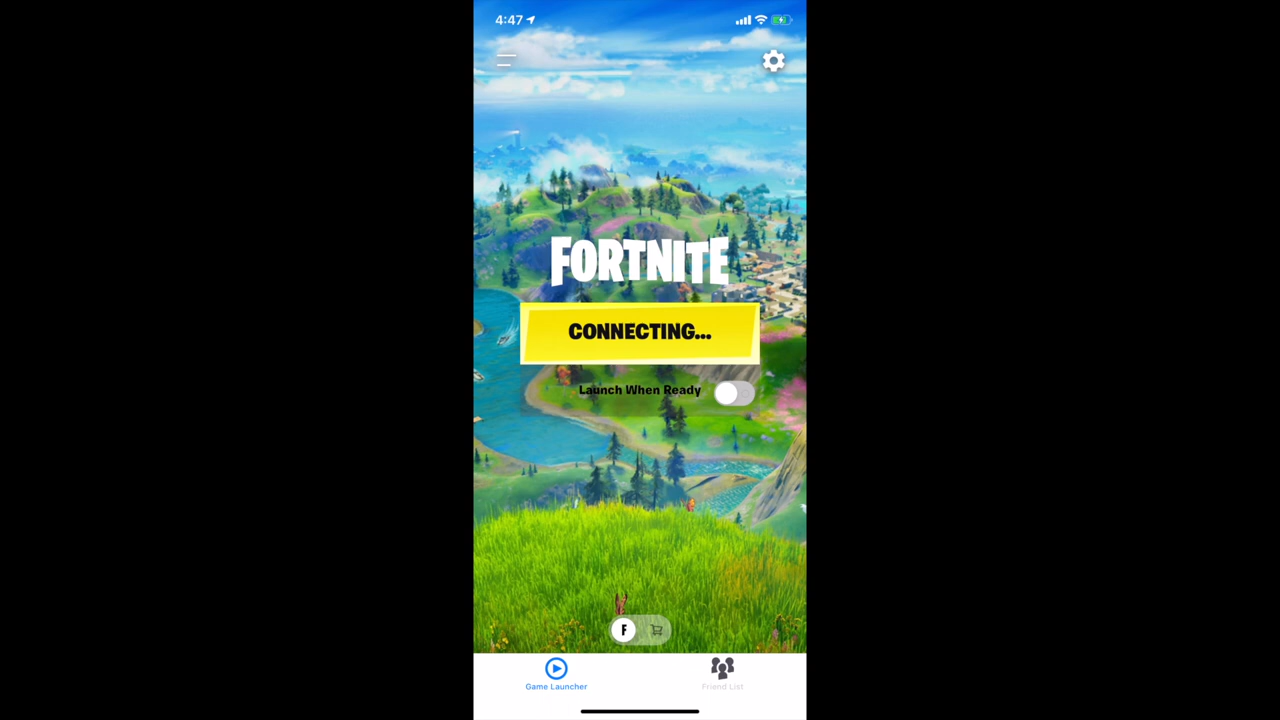 4:47
FORTNITE
CONNECTING...
Launch When Ready
F
Game Launcher
Friend List